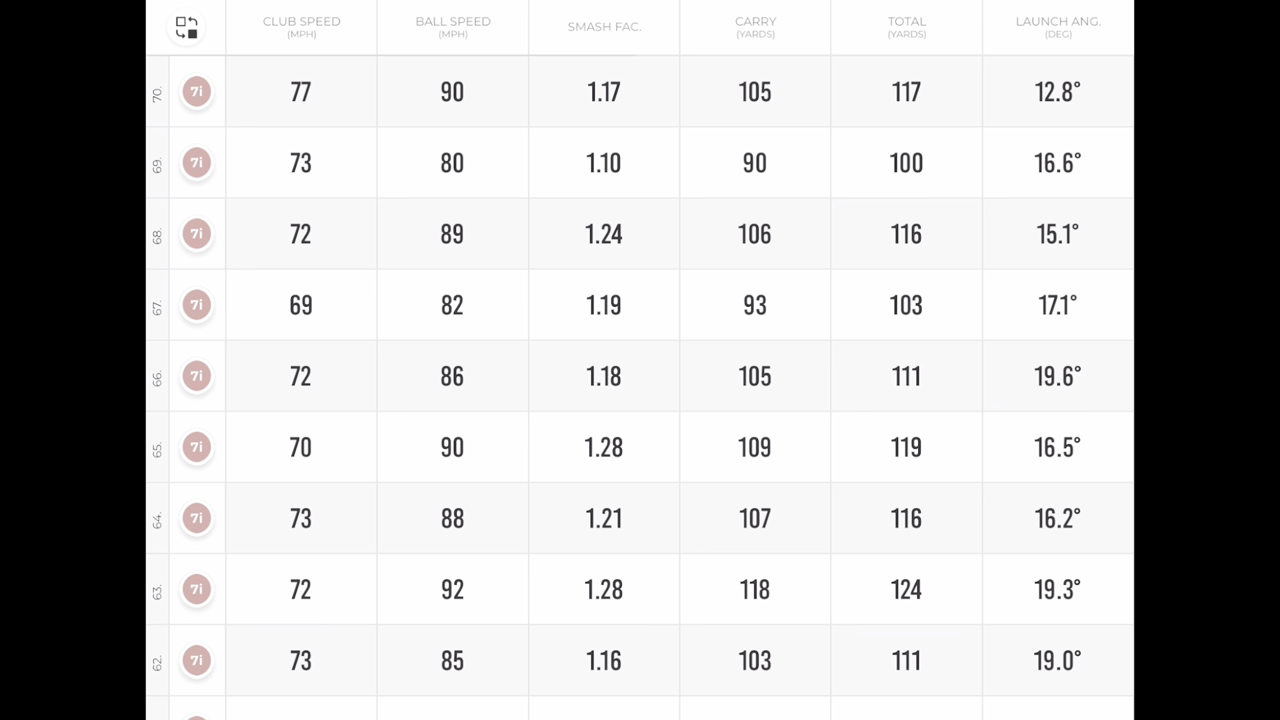 CLUB SPEED BALL SPEED SMASH FAC. CARRY TOTAL LAUNCH ANG.
(MPH) (MPH) (YARDS) (YARDS) (DEG)
70. 7i 77 90 1.17 105 117 12.8°
69. 7i 73 80 1.10 90 100 16.6°
68. 7i 72 89 1.24 106 116 15.1°
67. 7i 69 82 1.19 93 103 17.1°
66. 7i 72 86 1.18 105 111 19.6°
65. 7i 70 90 1.28 109 119 16.5°
64. 7i 73 88 1.21 107 116 16.2°
63. 7i 72 92 1.28 118 124 19.3°
62. 7i 73 85 1.16 103 111 19.0°